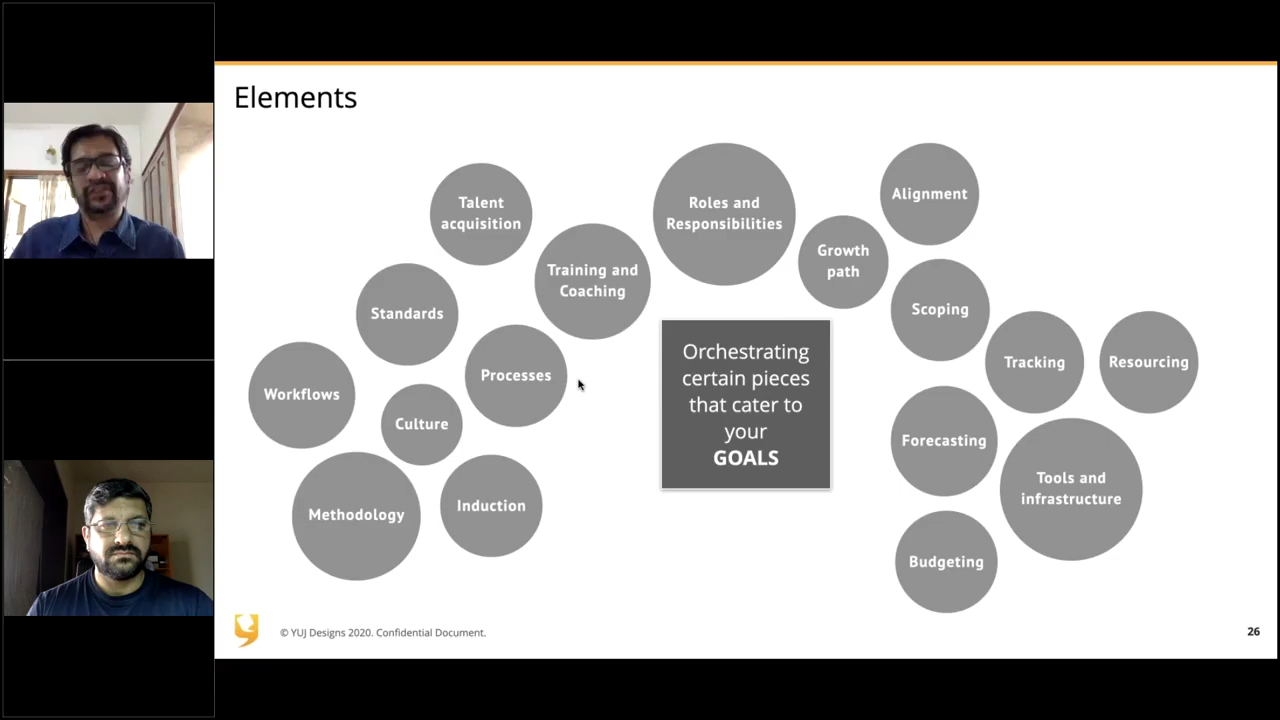 Elements
Talent
acquisition
Roles and
Responsibilities
Alignment
Training and
Coaching
Growth
path
Standards
Scoping
Workflows
Culture
Processes
Orchestrating
certain pieces
that cater to
your
GOALS
Tracking
Resourcing
Forecasting
Methodology
Induction
Tools and
infrastructure
Budgeting
© YUJ Designs 2020. Confidential Document.
26